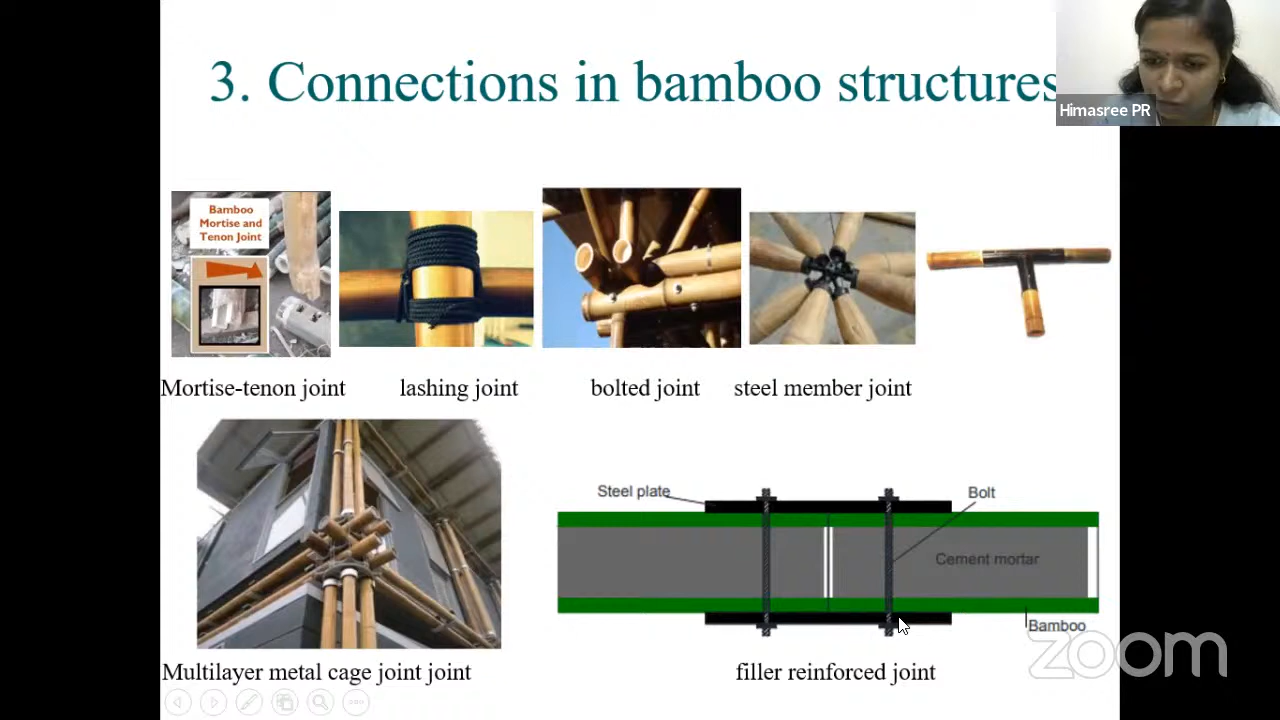 3. Connections in bamboo structures
Himasree PR
Bamboo
Mortise and
Tenon Joint
Mortise-tenon joint
lashing joint
bolted joint
steel member joint
Steel plate
Bolt
Cement mortar
Bamboo
Multilayer metal cage joint joint
filler reinforced joint
zoom